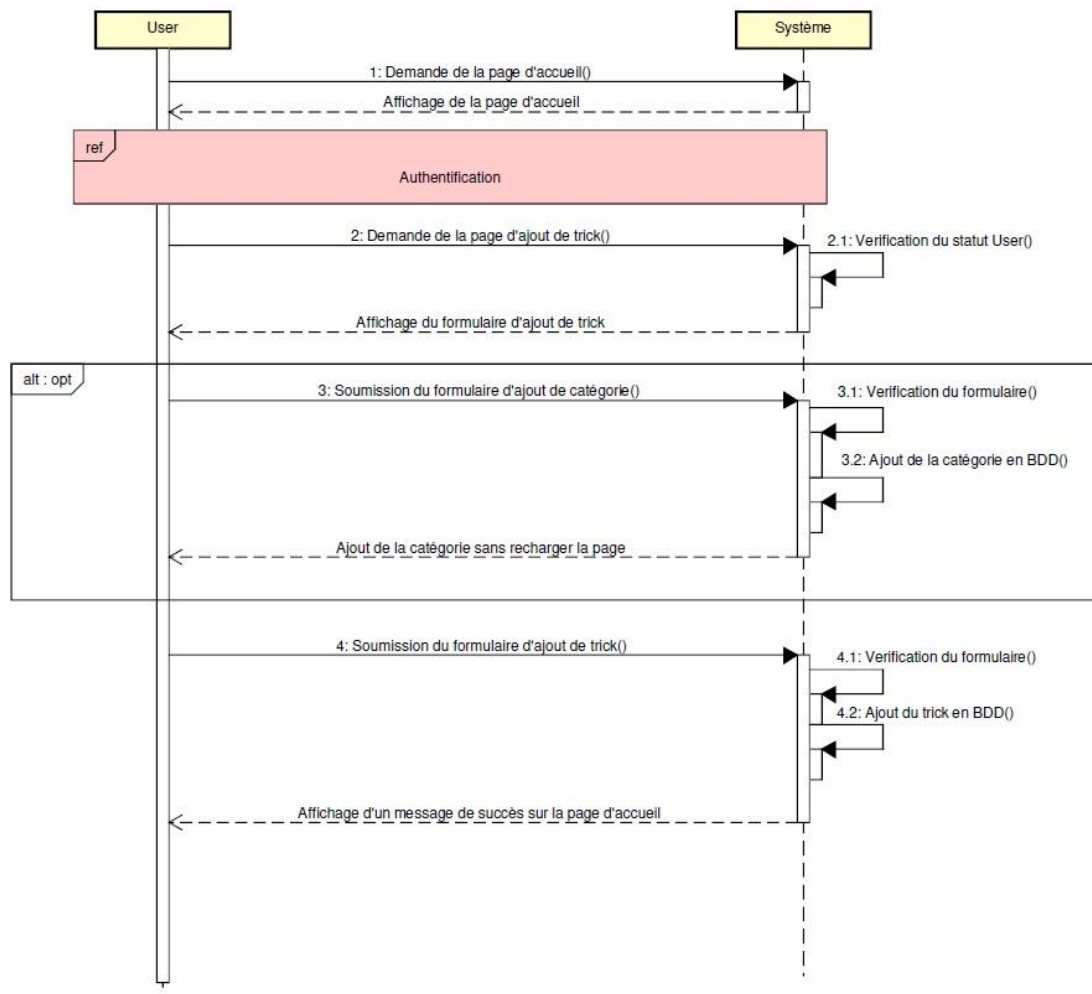 User
Système
1: Demande de la page d'accueil()
Affichage de la page d'accueil
ref
Authentification
2: Demande de la page d'ajout de trick()
2.1: Verification du statut User()
Affichage du formulaire d'ajout de trick
alt : opt
3: Soumission du formulaire d'ajout de catégorie()
3.1: Verification du formulaire()
3.2: Ajout de la catégorie en BDD()
Ajout de la catégorie sans recharger la page
4: Soumission du formulaire d'ajout de trick()
4.1: Verification du formulaire()
4.2: Ajout du trick en BDD()
Affichage d'un message de succès sur la page d'accueil